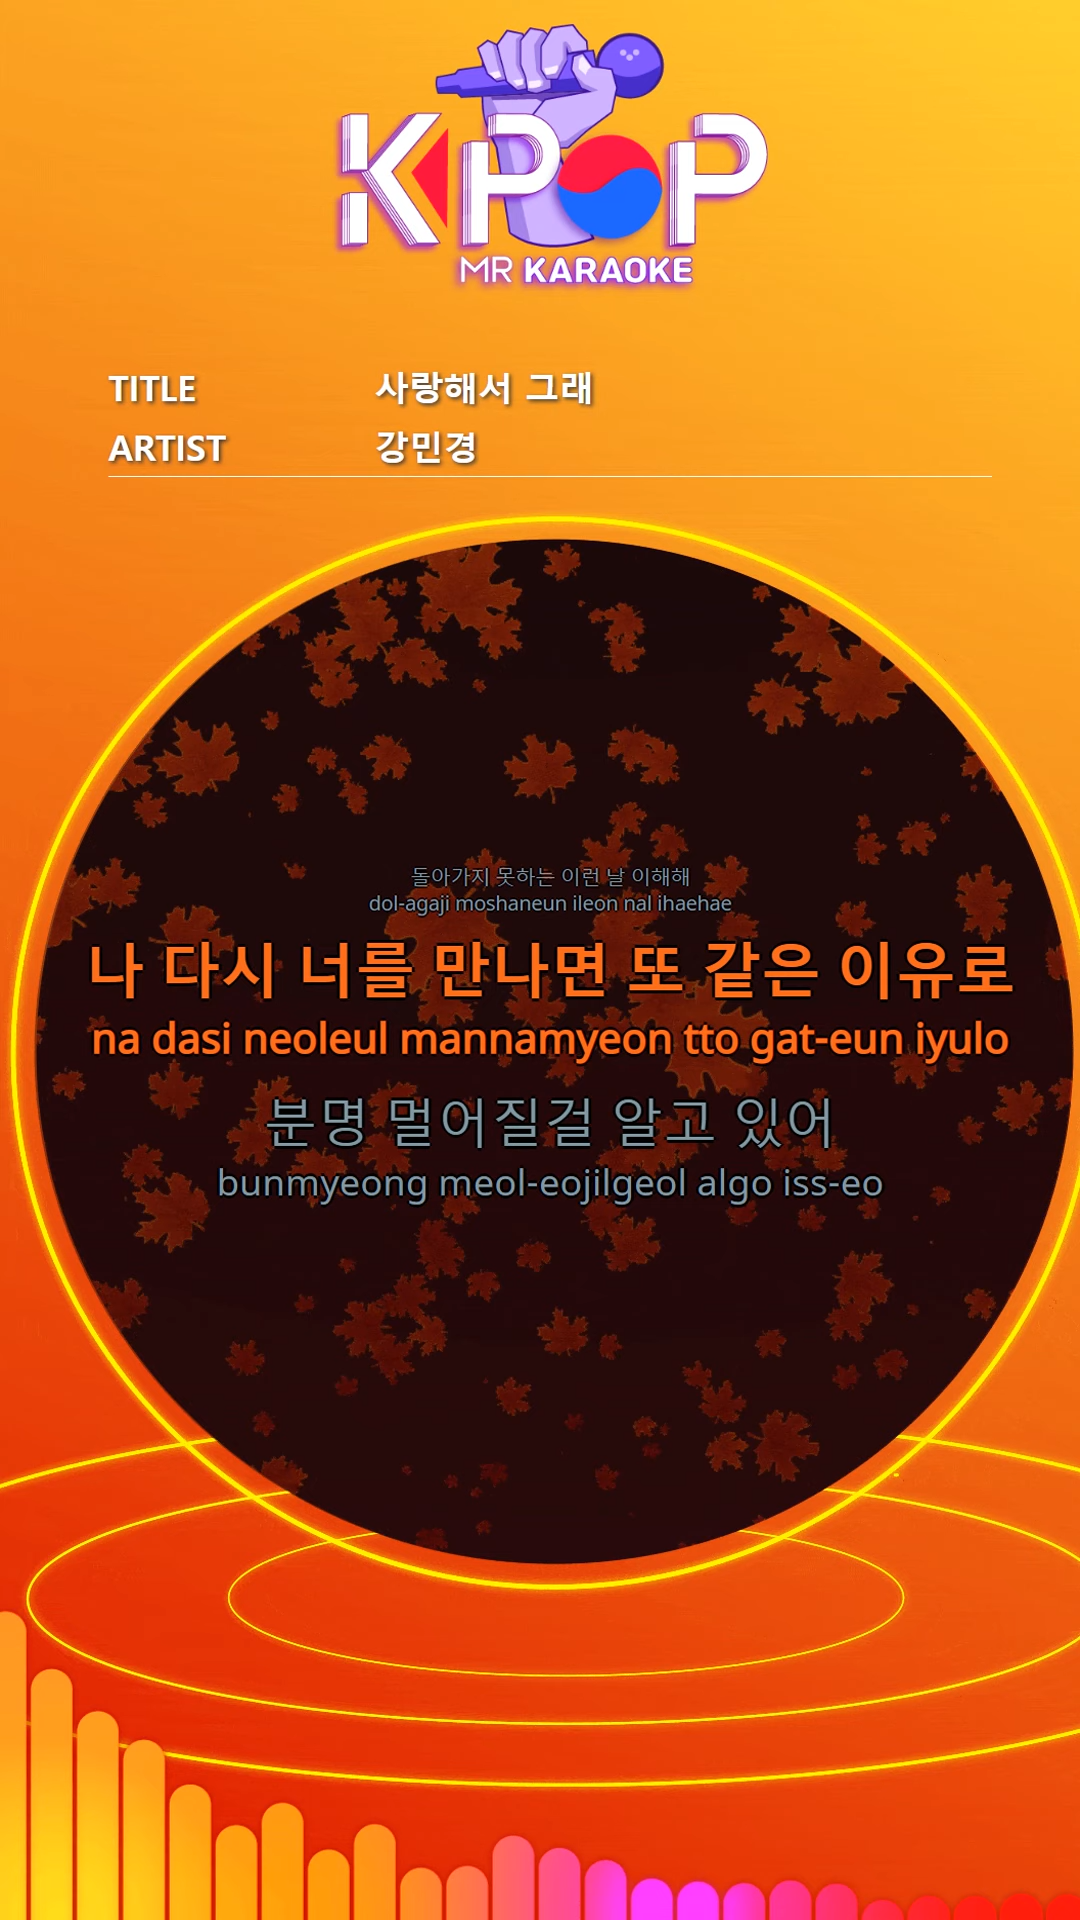 KPOP
MR KARAOKE
TITLE 사랑해서 그래
ARTIST 강민경
돌아가지 못하는 이런 날 이해해
dol-agaji moshaneun ileon nal ihaehae
나 다시 너를 만나면 또 같은 이유로
na dasi neoleul mannamyeon tto gat-eun iyulo
분명 멀어질걸 알고 있어
bunmyeong meol-eojilgeol algo iss-eo